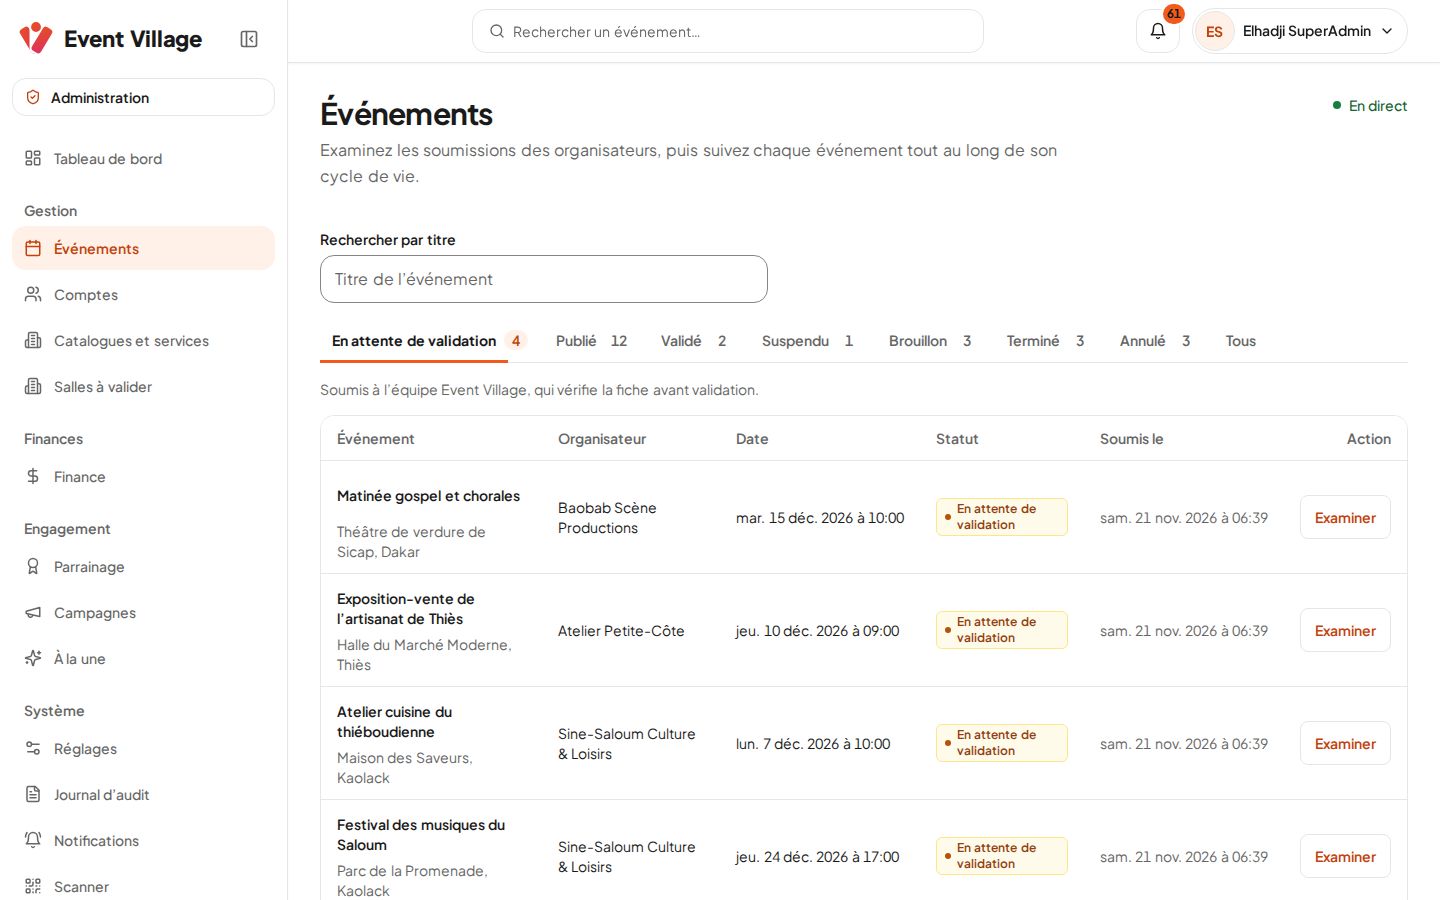 Event Village
Rechercher un événement…
61
ES
Elhadji SuperAdmin
Administration
Tableau de bord
Gestion
Événements
Comptes
Catalogues et services
Salles à valider
Finances
Finance
Engagement
Parrainage
Campagnes
À la une
Système
Réglages
Journal d’audit
Notifications
Scanner
Événements
En direct
Examinez les soumissions des organisateurs, puis suivez chaque événement tout au long de son
cycle de vie.
Rechercher par titre
Titre de l’événement
En attente de validation 4 Publié 12 Validé 2 Suspendu 1 Brouillon 3 Terminé 3 Annulé 3 Tous
Soumis à l’équipe Event Village, qui vérifie la fiche avant validation.
Événement Organisateur Date Statut Soumis le Action
Matinée gospel et chorales
Théâtre de verdure de
Sicap, Dakar
Baobab Scène
Productions
mar. 15 déc. 2026 à 10:00
En attente de
validation
sam. 21 nov. 2026 à 06:39
Examiner
Exposition-vente de
l’artisanat de Thiès
Halle du Marché Moderne,
Thiès
Atelier Petite-Côte
jeu. 10 déc. 2026 à 09:00
En attente de
validation
sam. 21 nov. 2026 à 06:39
Examiner
Atelier cuisine du
thiéboudienne
Maison des Saveurs,
Kaolack
Sine-Saloum Culture
& Loisirs
lun. 7 déc. 2026 à 10:00
En attente de
validation
sam. 21 nov. 2026 à 06:39
Examiner
Festival des musiques du
Saloum
Parc de la Promenade,
Kaolack
Sine-Saloum Culture
& Loisirs
jeu. 24 déc. 2026 à 17:00
En attente de
validation
sam. 21 nov. 2026 à 06:39
Examiner